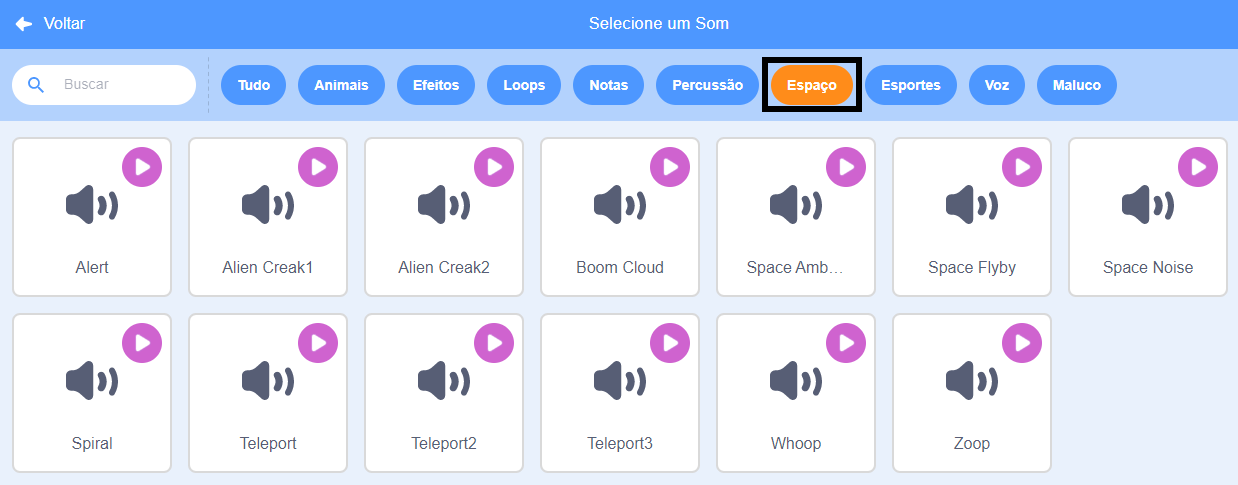 Voltar
Selecione um Som
Buscar
Tudo
Animais
Efeitos
Loops
Notas
Percussão
Espaço
Esportes
Voz
Maluco
Alert
Alien Creak1
Alien Creak2
Boom Cloud
Space Amb…
Space Flyby
Space Noise
Spiral
Teleport
Teleport2
Teleport3
Whoop
Zoop